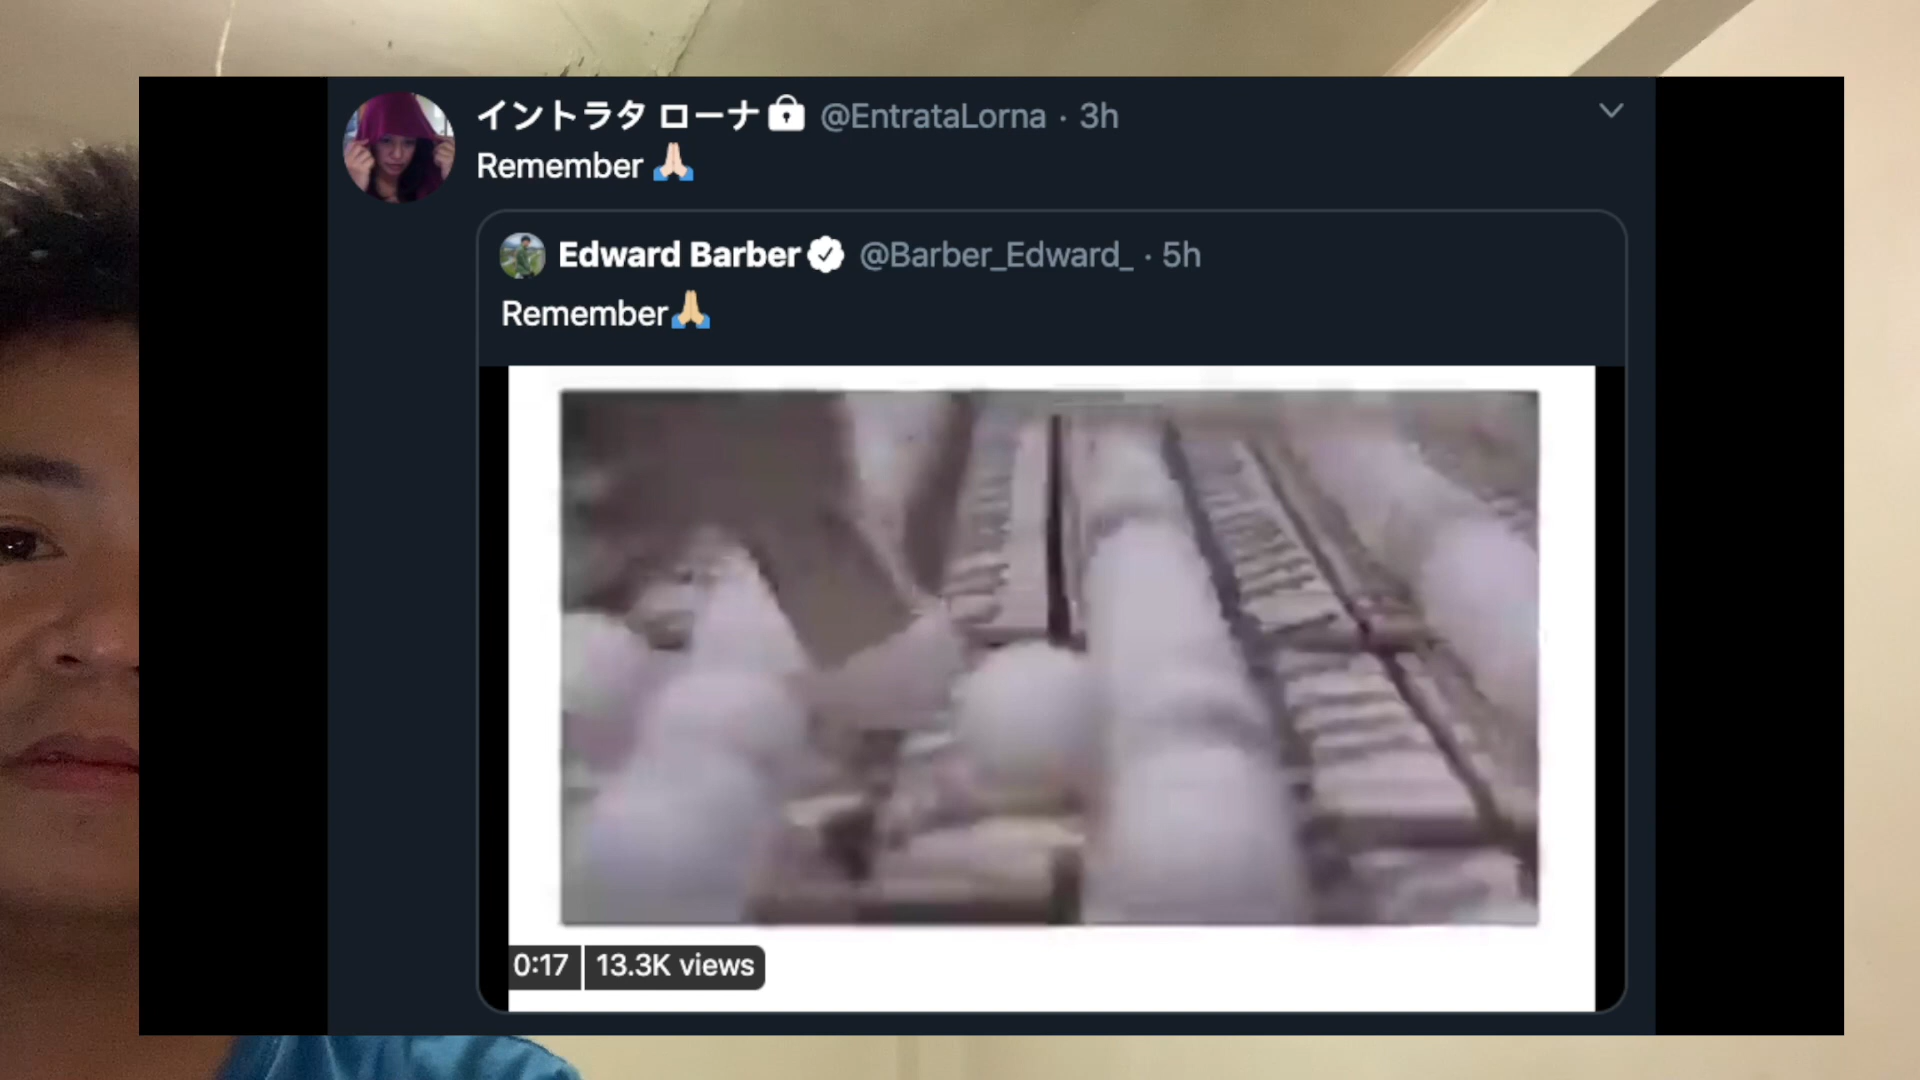 イントラタ ローナ🔒 @EntrataLorna · 3h
Remember 🙏🏻
Edward Barber @Barber_Edward_ · 5h
Remember🙏🏼
0:17 13.3K views